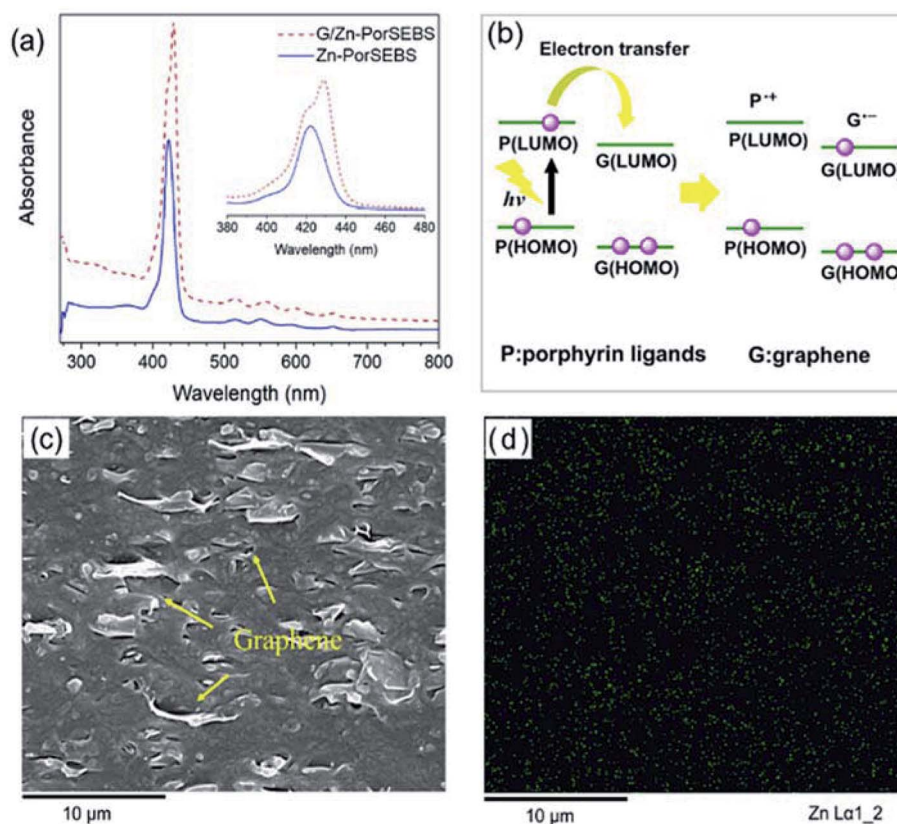 (a)
G/Zn-PorSEBS
Zn-PorSEBS
380 400 420 440 460 480
Wavelength (nm)
Absorbance
300 400 500 600 700 800
Wavelength (nm)
(b)
Electron transfer
P(LUMO)
G(LUMO)
hν
P(HOMO)
G(HOMO)
P•+
G•−
P(LUMO)
G(LUMO)
P(HOMO)
G(HOMO)
P:porphyrin ligands G:graphene
(c)
Graphene
10 μm
(d)
10 μm
Zn Lα1_2